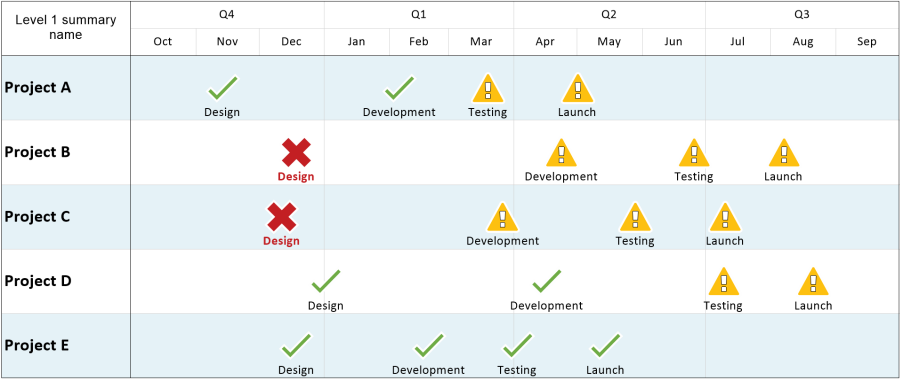 Level 1 summary
name
Q4 Q1 Q2 Q3
Oct Nov Dec Jan Feb Mar Apr May Jun Jul Aug Sep
Project A
Design Development Testing Launch
Project B
Design Development Testing Launch
Project C
Design Development Testing Launch
Project D
Design Development Testing Launch
Project E
Design Development Testing Launch